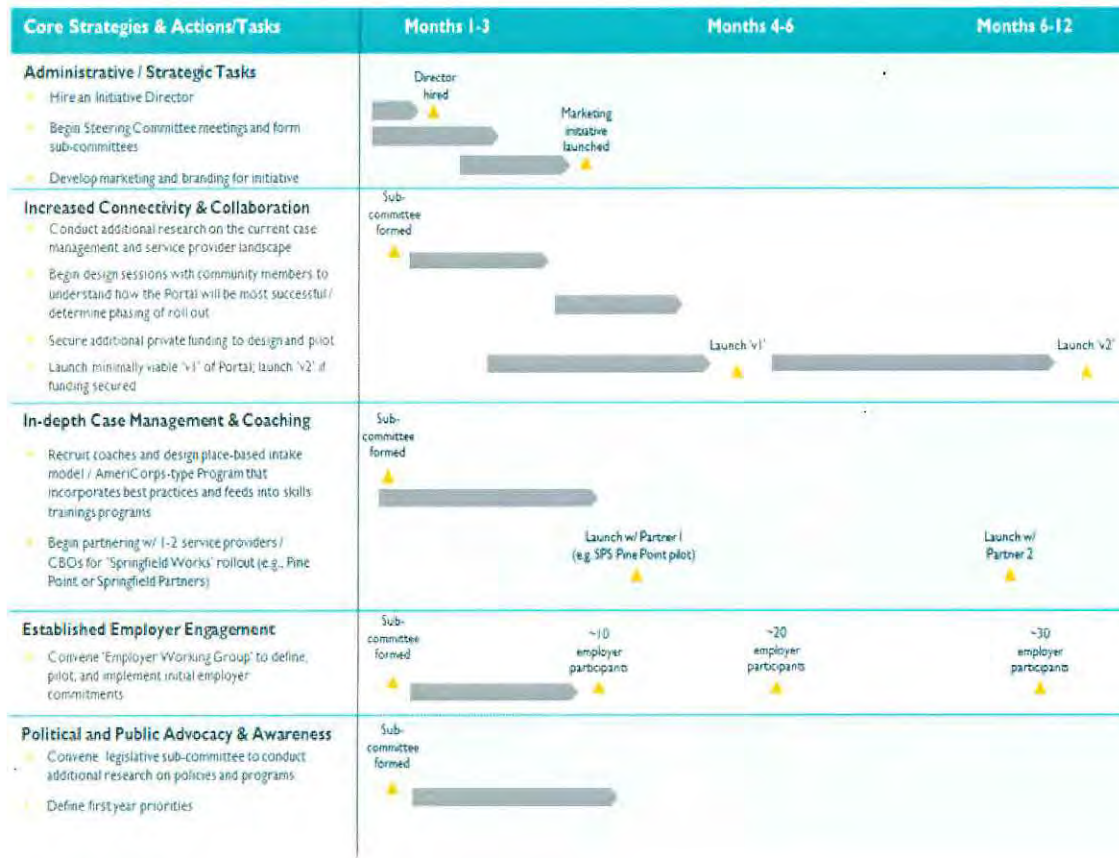 Core Strategies & Actions/Tasks
Months 1-3
Months 4-6
Months 6-12
Administrative / Strategic Tasks
Hire an Initiative Director
Begin Steering Committee meetings and form
sub-committees
Develop marketing and branding for initiative
Director
hired
Marketing
initiative
launched
Increased Connectivity & Collaboration
Conduct additional research on the current case
management and service provider landscape
Begin design sessions with community members to
understand how the Portal will be most successful /
determine phasing of roll out
Secure additional private funding to design and pilot
Launch minimally viable 'v1' of Portal; launch 'v2' if
funding secured
Sub-
committee
formed
Launch 'v1'
Launch 'v2'
In-depth Case Management & Coaching
Recruit coaches and design place-based intake
model / AmeriCorps-type Program that
incorporates best practices and feeds into skills
trainings programs
Begin partnering w/ 1-2 service providers /
CBOs for 'Springfield Works' rollout (e.g., Pine
Point or Springfield Partners)
Sub-
committee
formed
Launch w/ Partner 1
(e.g. SPS Pine Point pilot)
Launch w/
Partner 2
Established Employer Engagement
Convene 'Employer Working Group' to define,
pilot, and implement initial employer
commitments
Sub-
committee
formed
~10
employer
participants
~20
employer
participants
~30
employer
participants
Political and Public Advocacy & Awareness
Convene legislative sub-committee to conduct
additional research on policies and programs
Define first year priorities
Sub-
committee
formed